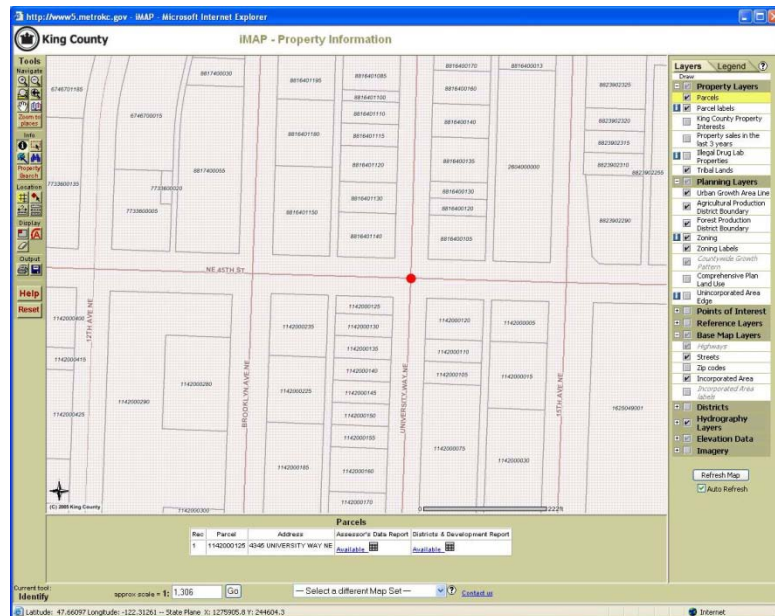 http://www5.metrokc.gov - iMAP - Microsoft Internet Explorer
King County
iMAP - Property Information
Tools
Navigate
Zoom to places
Info
Property Search
Location
Display
Output
Help
Reset
6746701185
8817400030
6746700015
8817400055
7733600135
7733600020
7733600005
8816401195
8816401180
8816401150
8816401085
8816401100
8816401110
8816401115
8816401120
8816401130
8816401140
8816400170
8816400160
8816400140
8816400135
8816400130
8816400120
8816400105
8816400013
2604000000
8823902325
8823902320
8823902315
8823902310
8823902255
8823902290
NE 45TH ST
12TH AVE NE
BROOKLYN AVE NE
UNIVERSITY WAY NE
15TH AVE NE
1142000400
1142000415
1142000425
1142000290
1142000280
1142000300
1142000235
1142000225
1142000165
1142000125
1142000130
1142000135
1142000140
1142000145
1142000150
1142000155
1142000160
1142000170
1142000120
1142000110
1142000105
1142000075
1142000005
1142000015
1142000030
1625049001
222ft
Layers
Legend
?
Draw
Property Layers
Parcels
Parcel labels
King County Property Interests
Property sales in the last 3 years
Illegal Drug Lab Properties
Tribal Lands
Planning Layers
Urban Growth Area Line
Agricultural Production District Boundary
Forest Production District Boundary
Zoning
Zoning Labels
Countywide Growth Pattern
Comprehensive Plan Land Use
Unincorporated Area Edge
Points of Interest
Reference Layers
Base Map Layers
Highways
Streets
Zip codes
Incorporated Area
Incorporated Area labels
Districts
Hydrography Layers
Elevation Data
Imagery
Refresh Map
Auto Refresh
Parcels
Rec Parcel Address Assessor's Data Report Districts & Development Report
1 1142000125 4345 UNIVERSITY WAY NE Available Available
Current tool:
Identify
approx scale = 1: 1,306 Go
--- Select a different Map Set ---
? Contact us
Latitude: 47.66097 Longitude: -122.31261 -- State Plane X: 1275905.8 Y: 244604.3
Internet